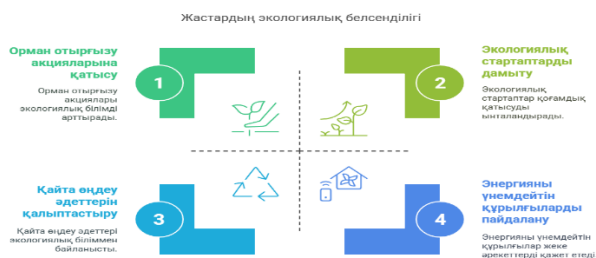 Жастардың экологиялық белсенділігі
Орман отырғызу
акцияларына
қатысу
Орман отырғызу
акциялары
экологиялық білімді
арттырады.
1
2
Экологиялық
стартаптарды
дамыту
Экологиялық
стартаптар қоғамдық
қатысуды
ынталандырады.
Қайта өңдеу
әдеттерін
қалыптастыру
Қайта өңдеу әдеттері
экологиялық біліммен
байланысты.
3
4
Энергияны
үнемдейтін
құрылғыларды
пайдалану
Энергияны үнемдейтін
құрылғылар жеке
әрекеттерді қажет етеді